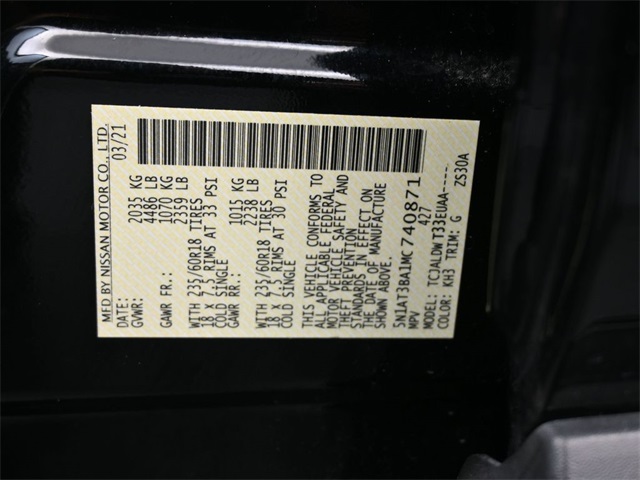 MFD BY NISSAN MOTOR CO., LTD.
03/21
GVWR: 2035 KG
4486 LB
GAWR FR.: 1070 KG
2359 LB
WITH 235/60R18 TIRES
18 X 7.5 RIMS AT 33 PSI
COLD SINGLE
GAWR RR.: 1015 KG
2238 LB
WITH 235/60R18 TIRES
18 X 7.5 RIMS AT 30 PSI
COLD SINGLE
THIS VEHICLE CONFORMS TO
ALL APPLICABLE FEDERAL
MOTOR VEHICLE SAFETY AND
THEFT PREVENTION
STANDARDS IN EFFECT ON
THE DATE OF MANUFACTURE
SHOWN ABOVE.
5N1AT3BA1MC740871
MPV 427
MODEL: TCJALDWT33EUAA-----
COLOR: KH3 TRIM: G ZS30A